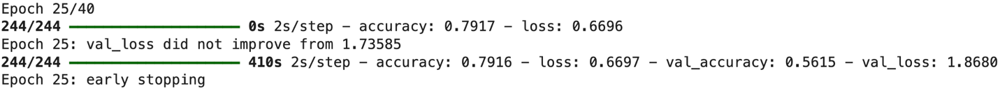 Epoch 25/40
244/244 ━━━━━━━━━━━━━━━━━━━━ 0s 2s/step - accuracy: 0.7917 - loss: 0.6696
Epoch 25: val_loss did not improve from 1.73585
244/244 ━━━━━━━━━━━━━━━━━━━━ 410s 2s/step - accuracy: 0.7916 - loss: 0.6697 - val_accuracy: 0.5615 - val_loss: 1.8680
Epoch 25: early stopping